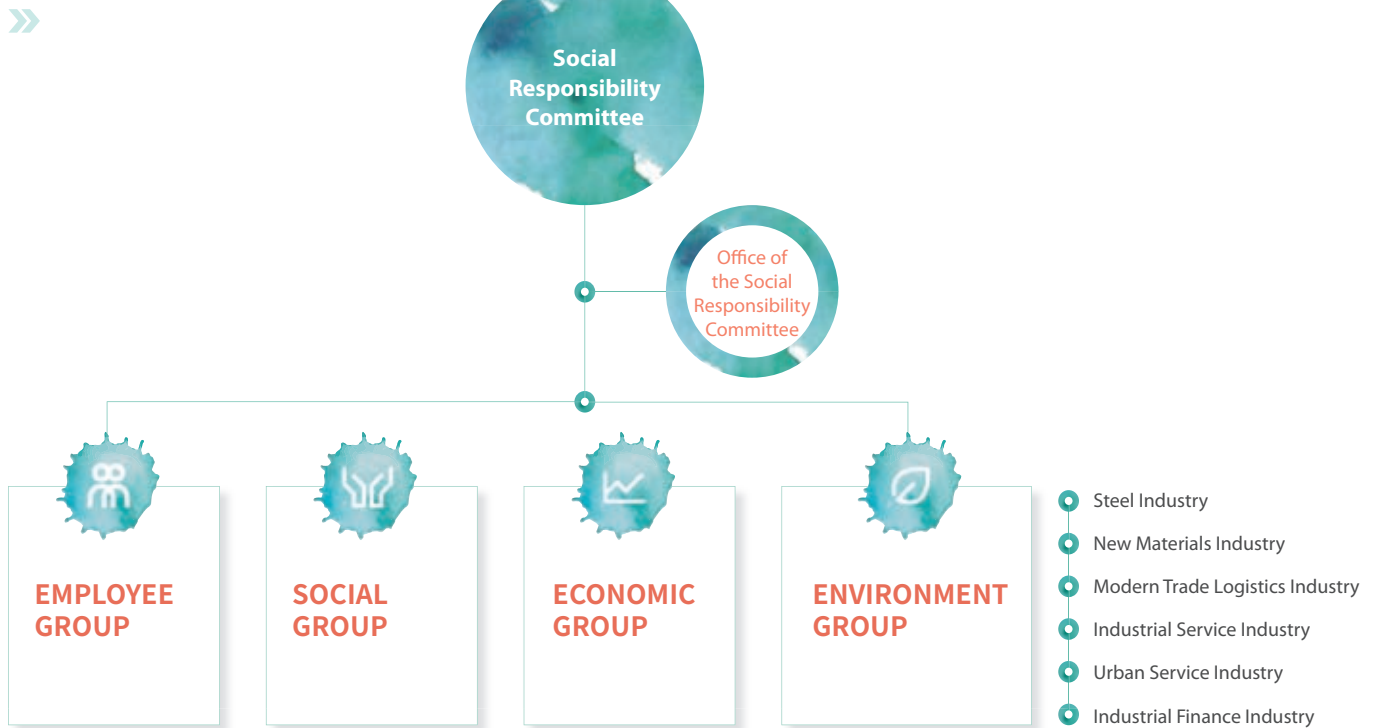 Social
Responsibility
Committee
Office of
the Social
Responsibility
Committee
EMPLOYEE
GROUP
SOCIAL
GROUP
ECONOMIC
GROUP
ENVIRONMENT
GROUP
Steel Industry
New Materials Industry
Modern Trade Logistics Industry
Industrial Service Industry
Urban Service Industry
Industrial Finance Industry